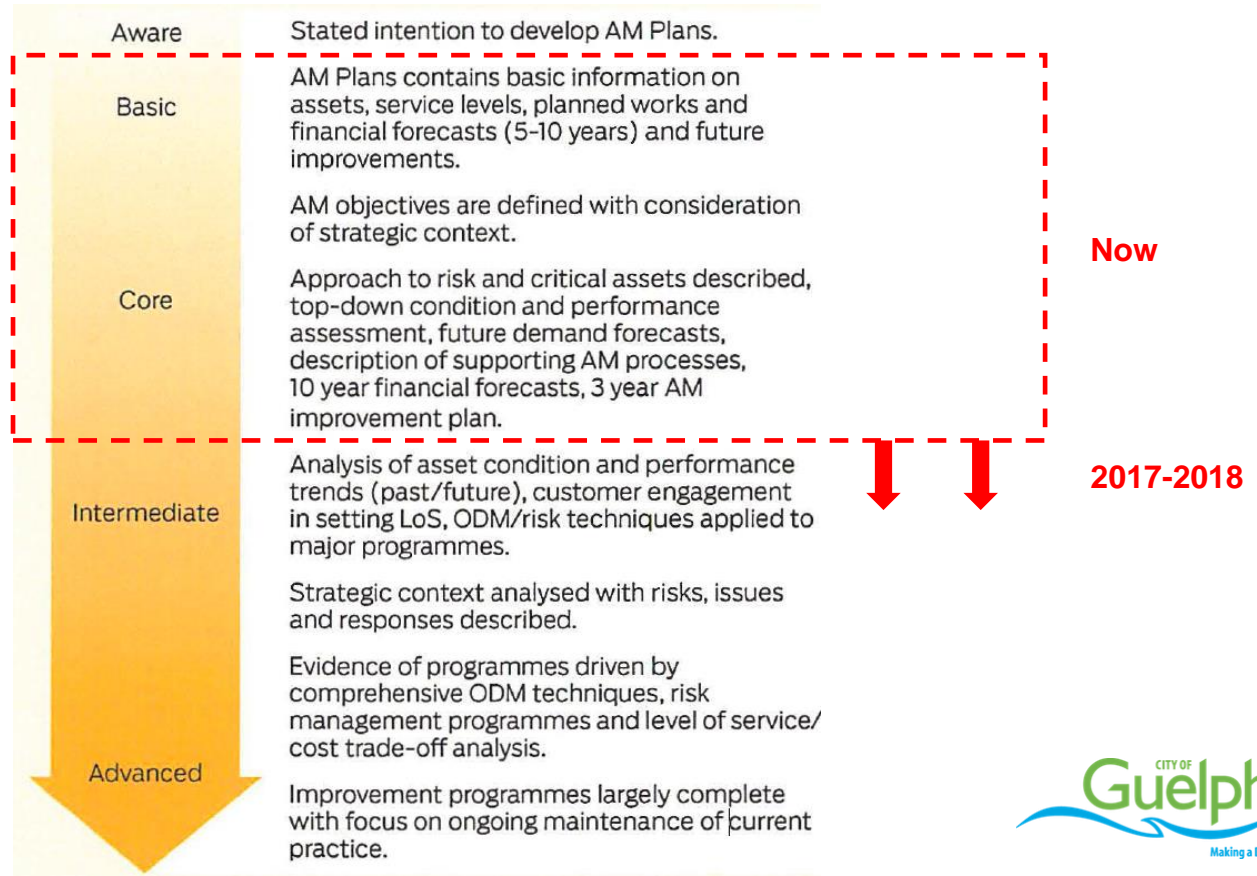 Aware
Stated intention to develop AM Plans.
Basic
AM Plans contains basic information on
assets, service levels, planned works and
financial forecasts (5-10 years) and future
improvements.
AM objectives are defined with consideration
of strategic context.
Now
Core
Approach to risk and critical assets described,
top-down condition and performance
assessment, future demand forecasts,
description of supporting AM processes,
10 year financial forecasts, 3 year AM
improvement plan.
2017-2018
Intermediate
Analysis of asset condition and performance
trends (past/future), customer engagement
in setting LoS, ODM/risk techniques applied to
major programmes.
Strategic context analysed with risks, issues
and responses described.
Evidence of programmes driven by
comprehensive ODM techniques, risk
management programmes and level of service/
cost trade-off analysis.
Advanced
Improvement programmes largely complete
with focus on ongoing maintenance of current
practice.
CITY OF
Guelph
Making a